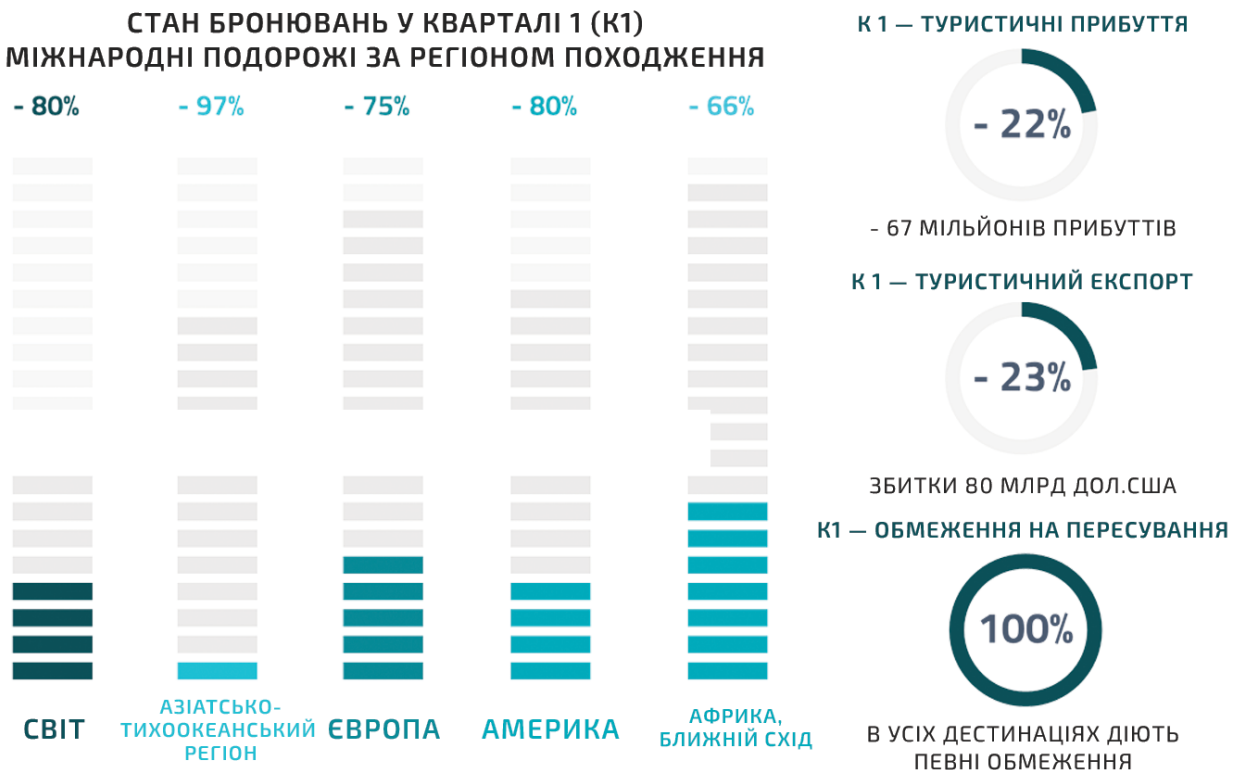 СТАН БРОНЮВАНЬ У КВАРТАЛІ 1 (К1)
МІЖНАРОДНІ ПОДОРОЖІ ЗА РЕГІОНОМ ПОХОДЖЕННЯ
- 80%
- 97%
- 75%
- 80%
- 66%
СВІТ
АЗІАТСЬКО-
ТИХООКЕАНСЬКИЙ
РЕГІОН
ЄВРОПА
АМЕРИКА
АФРИКА,
БЛИЖНІЙ СХІД
К 1 — ТУРИСТИЧНІ ПРИБУТТЯ
- 22%
- 67 МІЛЬЙОНІВ ПРИБУТТІВ
К 1 — ТУРИСТИЧНИЙ ЕКСПОРТ
- 23%
ЗБИТКИ 80 МЛРД ДОЛ.США
К1 — ОБМЕЖЕННЯ НА ПЕРЕСУВАННЯ
100%
В УСІХ ДЕСТИНАЦІЯХ ДІЮТЬ
ПЕВНІ ОБМЕЖЕННЯ